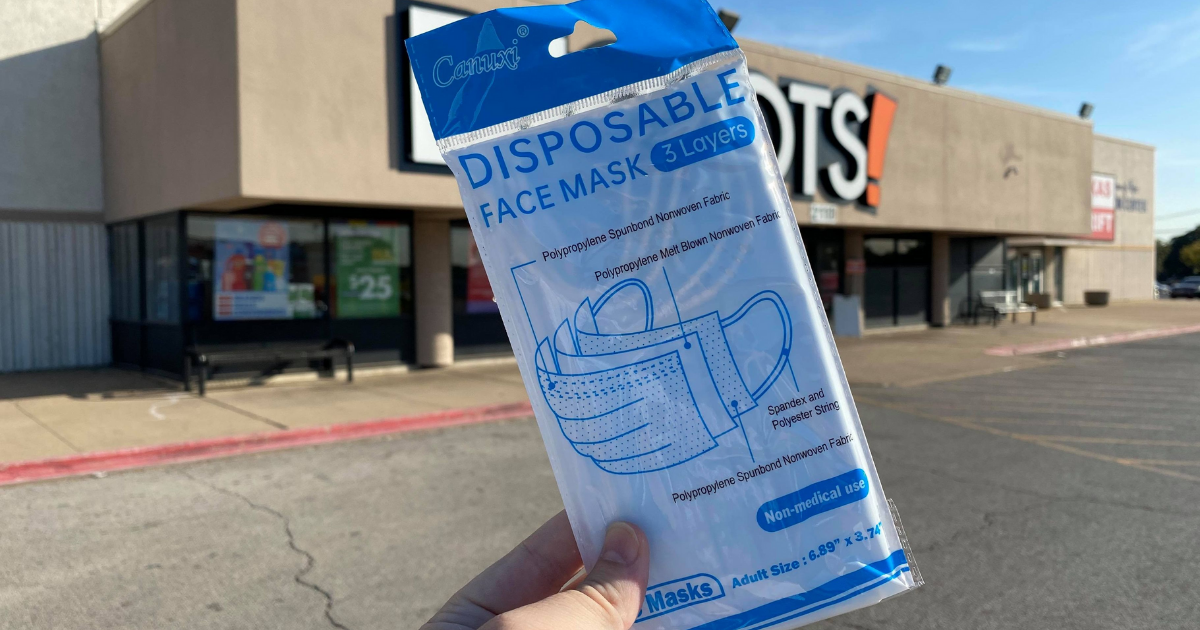 Canuxi®
DISPOSABLE
FACE MASK 3 Layers
Polypropylene Spunbond Nonwoven Fabric
Polypropylene Melt Blown Nonwoven Fabric
Spandex and
Polyester String
Polypropylene Spunbond Nonwoven Fabric
Non-medical use
Adult Size : 6.89" x 3.74"
Masks
OTS!
$25